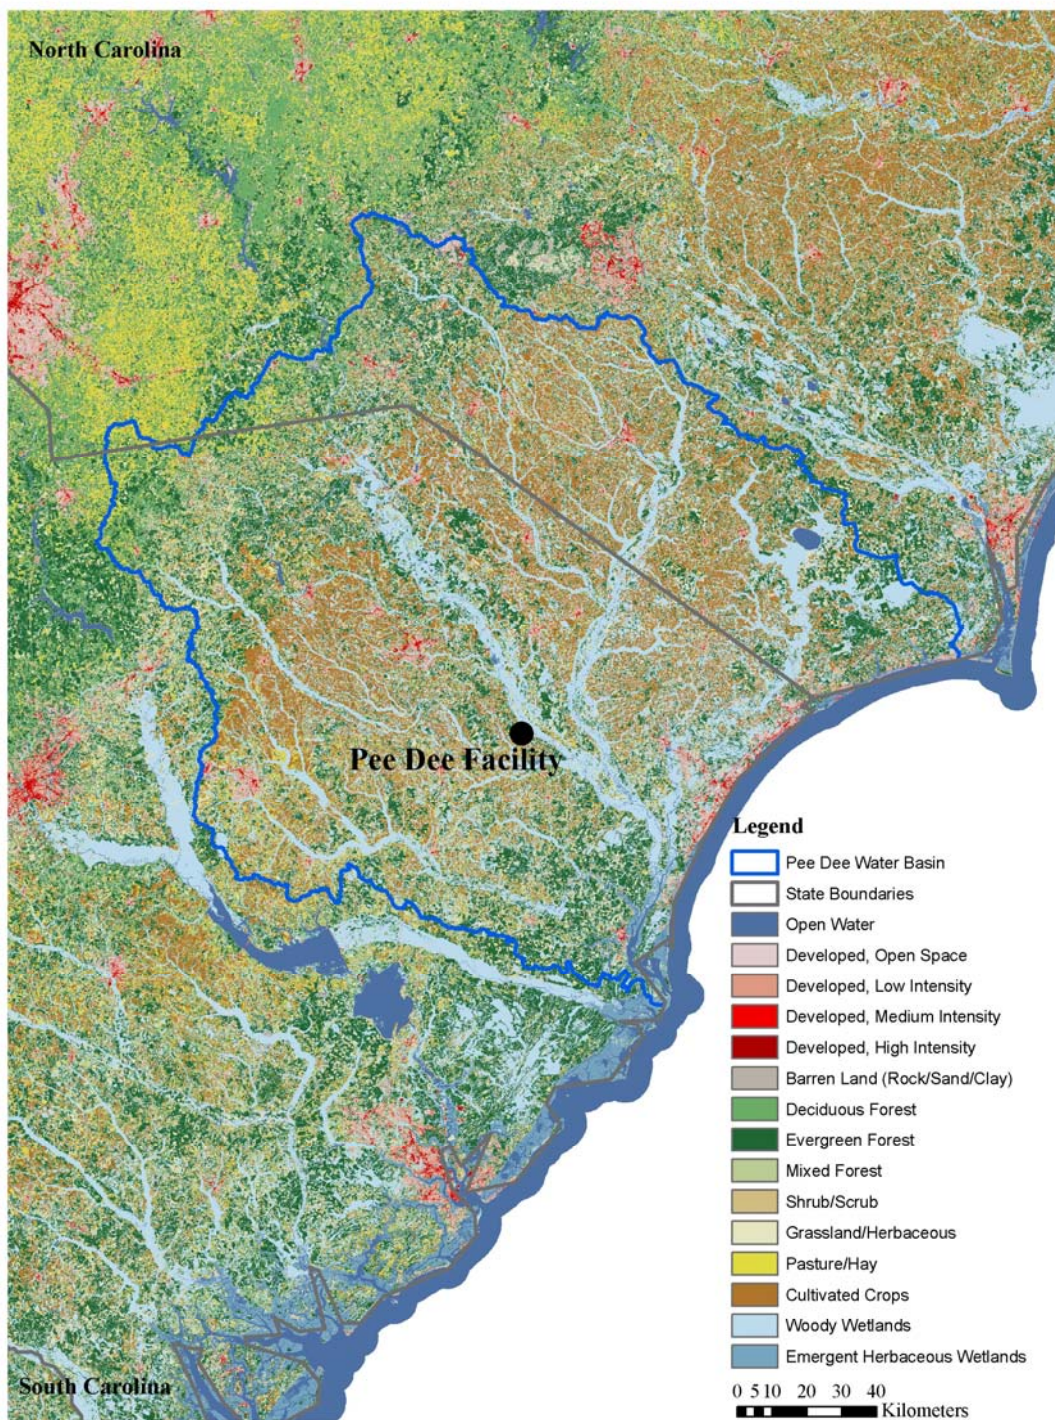 North Carolina
Pee Dee Facility
Legend
Pee Dee Water Basin
State Boundaries
Open Water
Developed, Open Space
Developed, Low Intensity
Developed, Medium Intensity
Developed, High Intensity
Barren Land (Rock/Sand/Clay)
Deciduous Forest
Evergreen Forest
Mixed Forest
Shrub/Scrub
Grassland/Herbaceous
Pasture/Hay
Cultivated Crops
Woody Wetlands
Emergent Herbaceous Wetlands
South Carolina
0 5 10 20 30 40
Kilometers